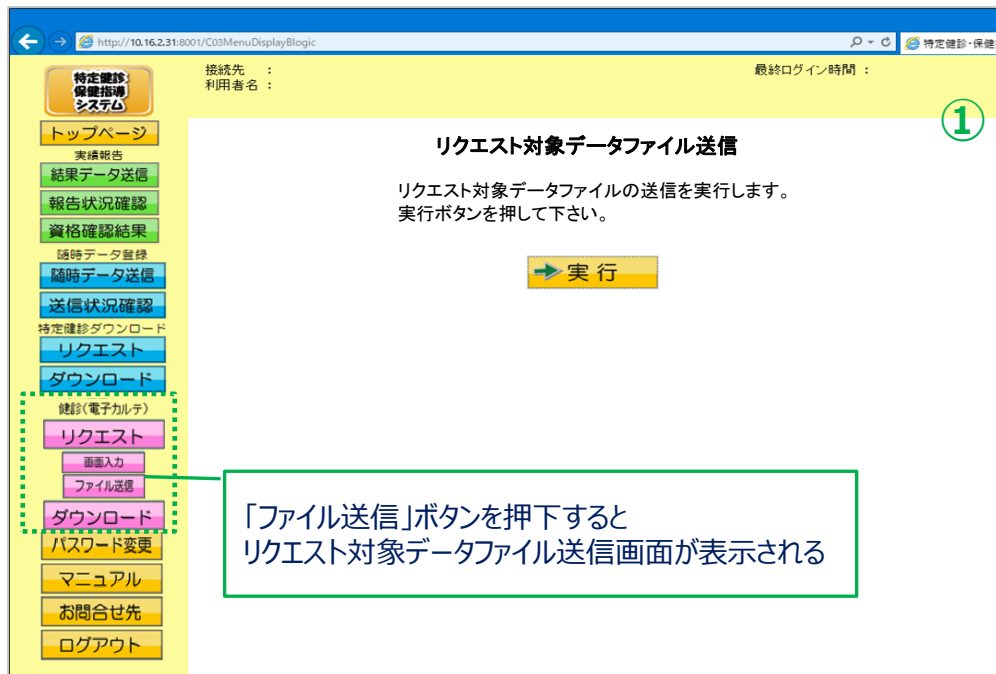 http://10.16.2.31:8001/C03MenuDisplayBlogic
特定健診・保健
特定健診
保健指導
システム
接続先 :
利用者名 :
最終ログイン時間 :
①
トップページ
実績報告
結果データ送信
報告状況確認
資格確認結果
随時データ登録
随時データ送信
送信状況確認
特定健診ダウンロード
リクエスト
ダウンロード
健診(電子カルテ)
リクエスト
画面入力
ファイル送信
ダウンロード
パスワード変更
マニュアル
お問合せ先
ログアウト
リクエスト対象データファイル送信
リクエスト対象データファイルの送信を実行します。
実行ボタンを押して下さい。
実行
「ファイル送信」ボタンを押下すると
リクエスト対象データファイル送信画面が表示される